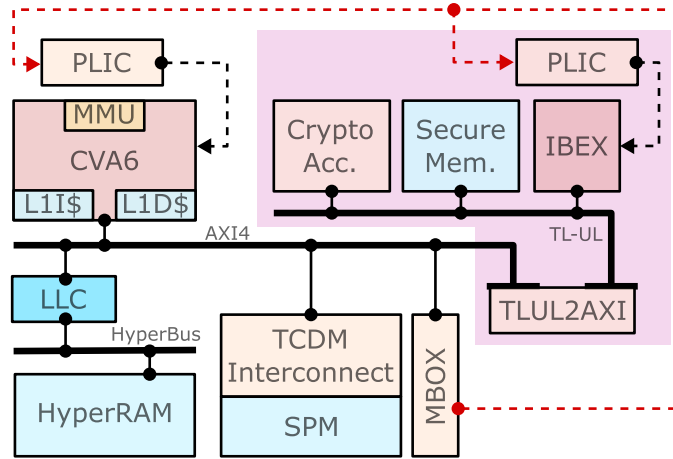 PLIC
PLIC
MMU
CVA6
L1I$
L1D$
Crypto
Acc.
Secure
Mem.
IBEX
AXI4
TL-UL
LLC
TLUL2AXI
HyperBus
TCDM
Interconnect
SPM
MBOX
HyperRAM